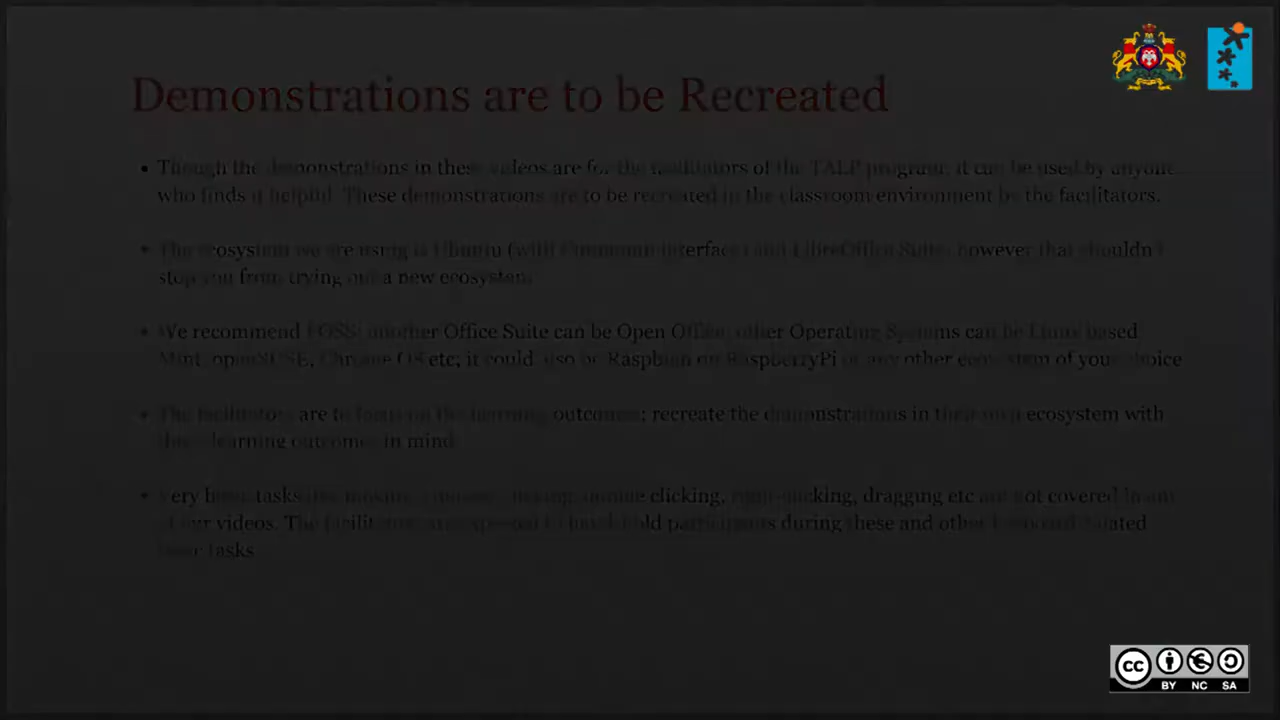 Demonstrations are to be Recreated
• Though the demonstrations in these videos are for the facilitators of the TALP program; it can be used by anyone
who finds it helpful. These demonstrations are to be recreated in the classroom environment by the facilitators.
• The ecosystem we are using is Ubuntu (with Cinnamon interface) and LibreOffice Suite; however that shouldn't
stop you from trying out a new ecosystem
• We recommend FOSS; another Office Suite can be Open Office; other Operating Systems can be Linux based
Mint, openSUSE, Chrome OS etc; it could also be Raspbian on RaspberryPi or any other ecosystem of your choice
• The facilitators are to focus on the learning outcomes; recreate the demonstrations in their own ecosystem with
learning outcomes in mind
• Very basic tasks like moving double clicking, right-clicking, dragging etc are not covered in any
of our videos. The facilitators are hand hold participants during these and other related
basic tasks
cc
BY NC SA